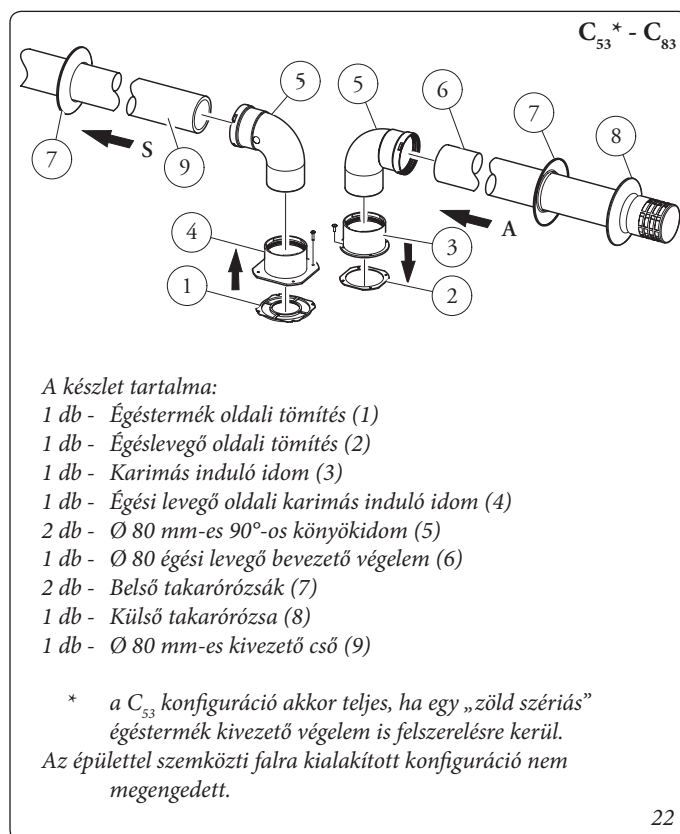 C53* - C83
5
5
6
7
8
7
S
9
A
4
3
1
2
A készlet tartalma:
1 db - Égéstermék oldali tömítés (1)
1 db - Égéslevegő oldali tömítés (2)
1 db - Karimás induló idom (3)
1 db - Égési levegő oldali karimás induló idom (4)
2 db - Ø 80 mm-es 90°-os könyökidom (5)
1 db - Ø 80 égési levegő bevezető végelem (6)
2 db - Belső takarórózsák (7)
1 db - Külső takarórózsa (8)
1 db - Ø 80 mm-es kivezető cső (9)
* a C53 konfiguráció akkor teljes, ha egy „zöld szériás”
égéstermék kivezető végelem is felszerelésre kerül.
Az épülettel szemközti falra kialakított konfiguráció nem
megengedett.
22